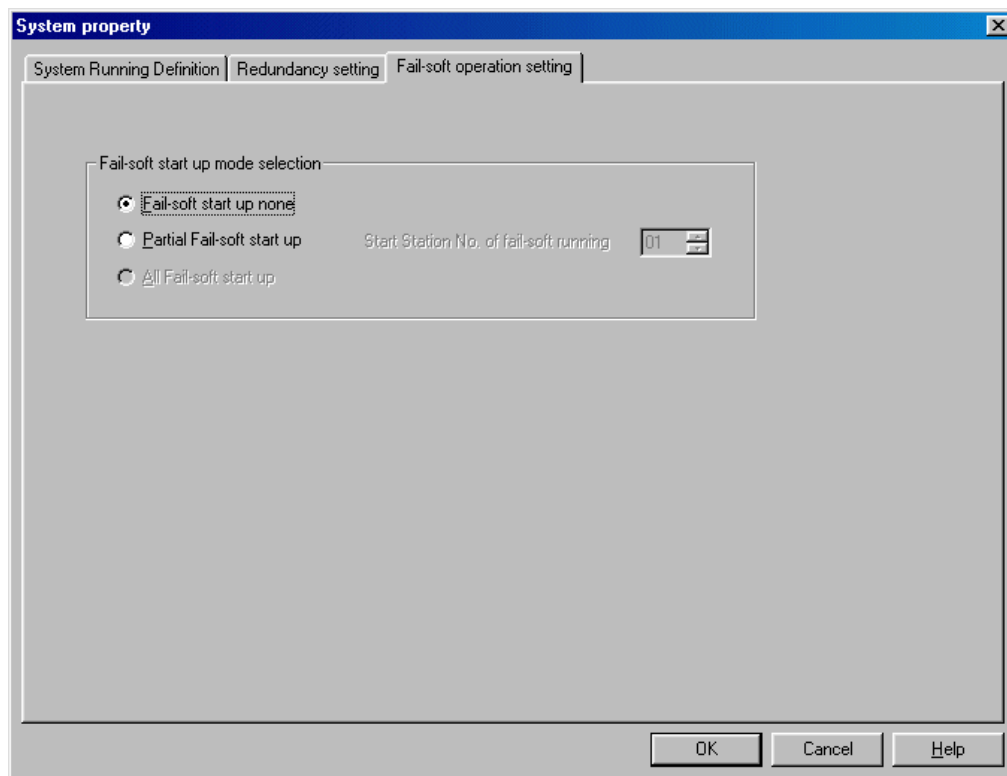 System property
System Running Definition Redundancy setting Fail-soft operation setting
Fail-soft start up mode selection
Fail-soft start up none
Partial Fail-soft start up Start Station No. of fail-soft running 01
All Fail-soft start up
OK Cancel Help